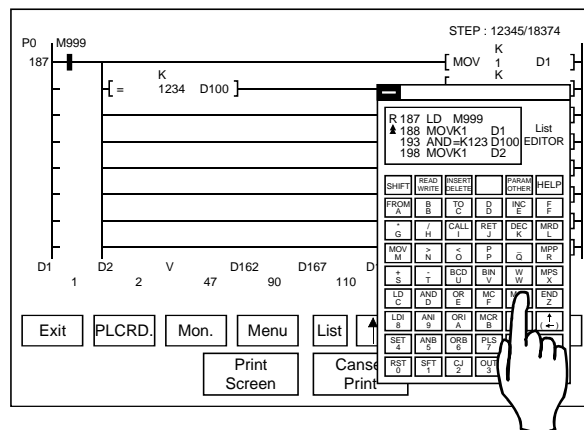 STEP : 12345/18374
P0 M999
187
K
MOV 1 D1
K
K
= 1234 D100
R 187 LD M999
188 MOVK1 D1
193 AND=K123 D100
198 MOVK1 D2
List
EDITOR
SHIFT READ WRITE INSERT DELETE PARAM OTHER HELP
FROM A B B TO C D D INC E F F
* G / H CALL I RET J DEC K MRD L
MOV M > N < O P P Q MPP R
+ S - T BCD U BIN V W W MPS X
LD C AND D OR E MC F END Z
LDI 8 ANI 9 ORI A MCR B
SET 4 ANB 5 ORB 6 PLS 7
RST 0 SFT 1 CJ 2 OUT 3
D1 D2 V D162 D167
1 2 47 90 110
Exit PLCRD. Mon. Menu List
Print Screen
Canse Print